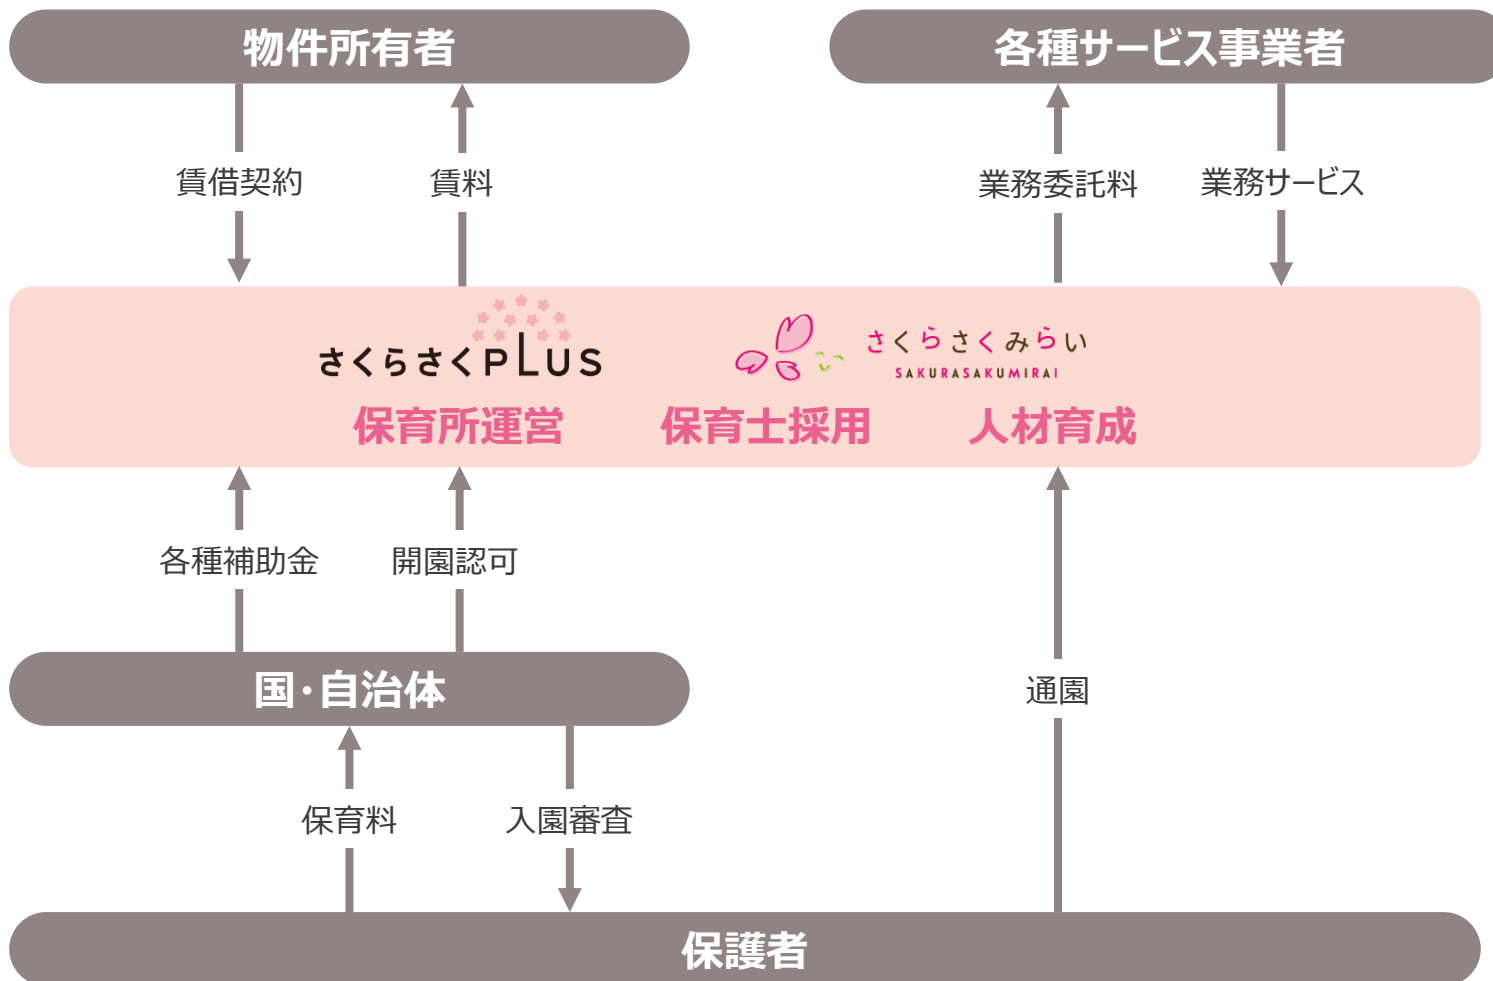 物件所有者
各種サービス事業者
賃借契約
賃料
業務委託料
業務サービス
さくらさくPLUS
さくらさくみらい
SAKURASAKUMIRAI
保育所運営
保育士採用
人材育成
各種補助金
開園認可
国・自治体
通園
保育料
入園審査
保護者